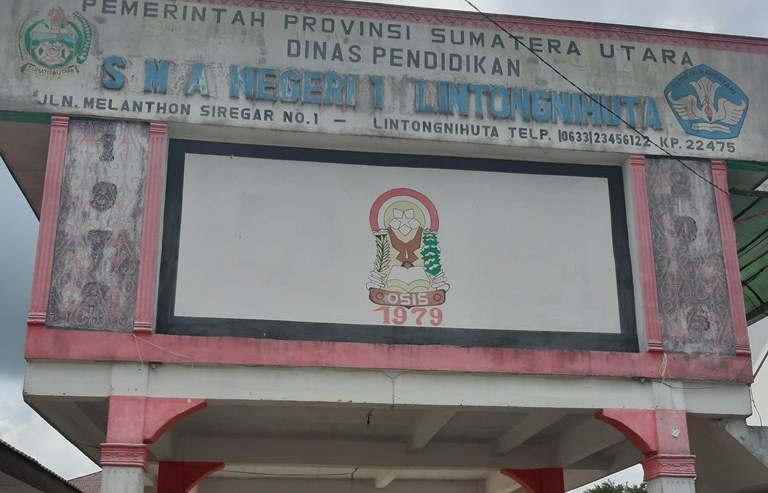 PEMERINTAH PROVINSI SUMATERA UTARA
DINAS PENDIDIKAN
SMA NEGERI 1 LINTONGNIHUTA
JLN. MELANTHON SIREGAR NO.1 – LINTONGNIHUTA TELP. (0633)23456122 KP. 22475
OSIS
1979